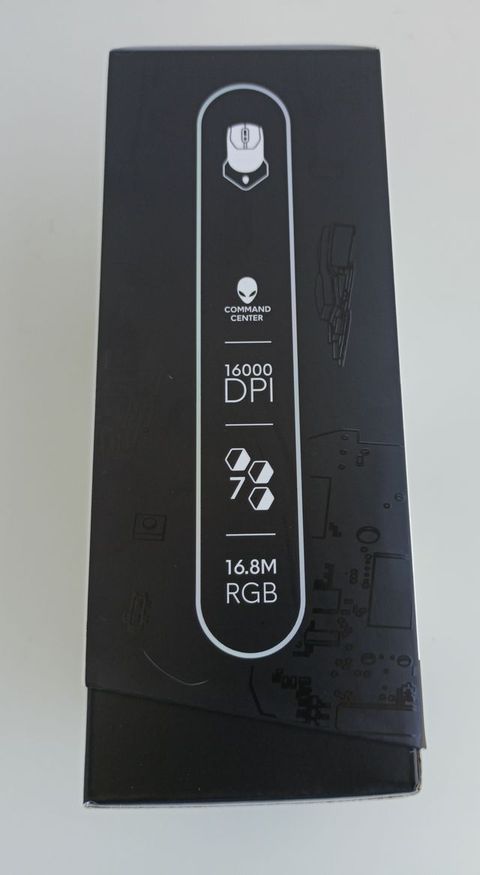 COMMAND
CENTER
16000
DPI
7
16.8M
RGB